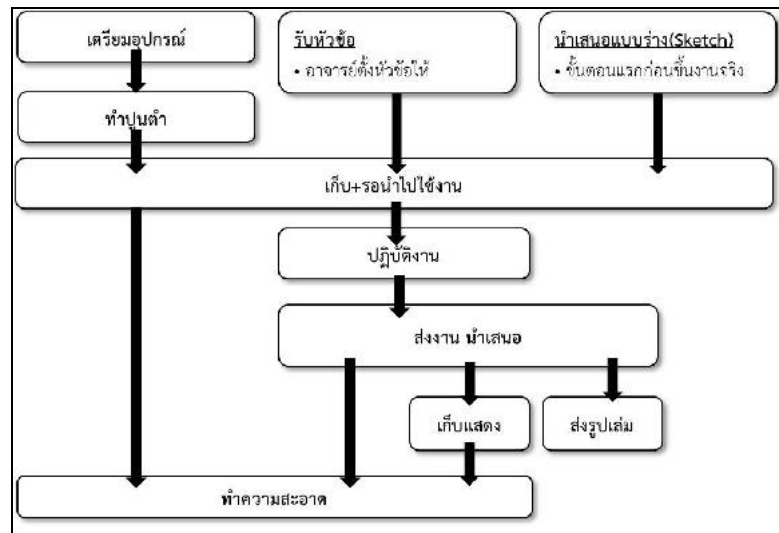 เตรียมอุปกรณ์
รับหัวข้อ
• อาจารย์ตั้งหัวข้อให้
นำเสนอแบบร่าง(Sketch)
• ขั้นตอนแรกก่อนขึ้นงานจริง
ทำปูนตำ
เก็บ+รอนำไปใช้งาน
ปฏิบัติงาน
ส่งงาน นำเสนอ
เก็บแสดง
ส่งรูปเล่ม
ทำความสะอาด